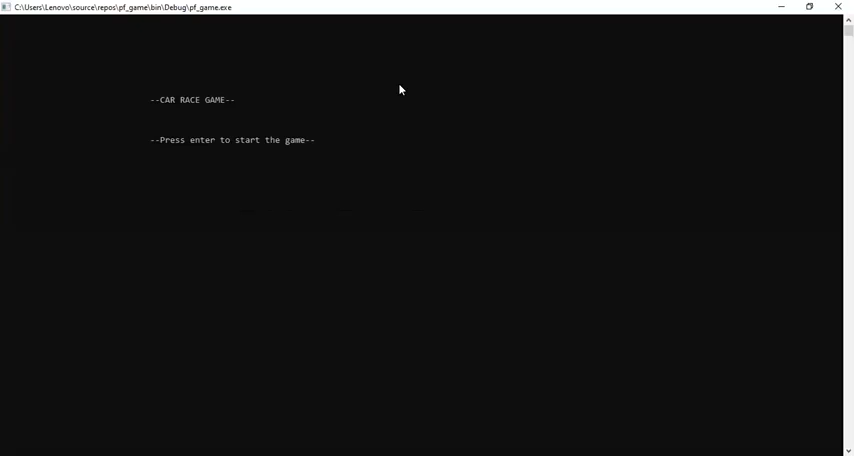 C:\Users\Lenovo\source\repos\pf_game\bin\Debug\pf_game.exe
--CAR RACE GAME--
--Press enter to start the game--